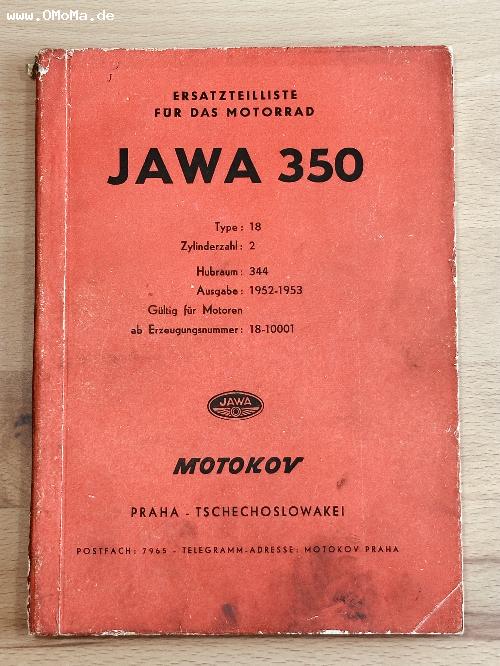 www.OMoMa.de
ERSATZTEILLISTE
FÜR DAS MOTORRAD
JAWA 350
Type: 18
Zylinderzahl: 2
Hubraum: 344
Ausgabe: 1952-1953
Gültig für Motoren
ab Erzeugungsnummer: 18-10001
JAWA
MOTOKOV
PRAHA - TSCHECHOSLOWAKEI
POSTFACH: 7965 - TELEGRAMM-ADRESSE: MOTOKOV PRAHA